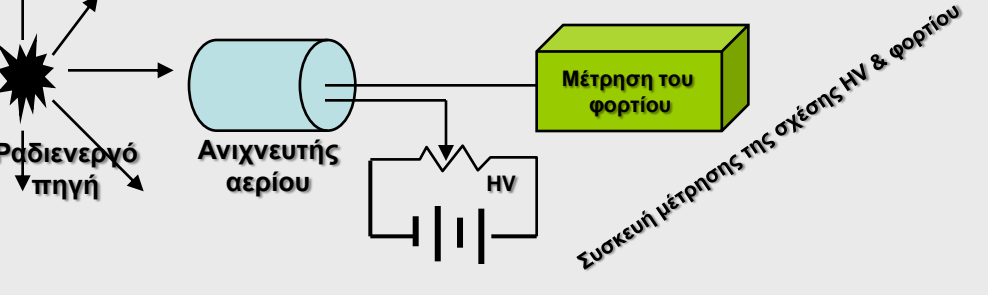 Ραδιενεργό
πηγή
Ανιχνευτής
αερίου
Μέτρηση του
φορτίου
HV
Συσκευή μέτρησης της σχέσης HV & φορτίου